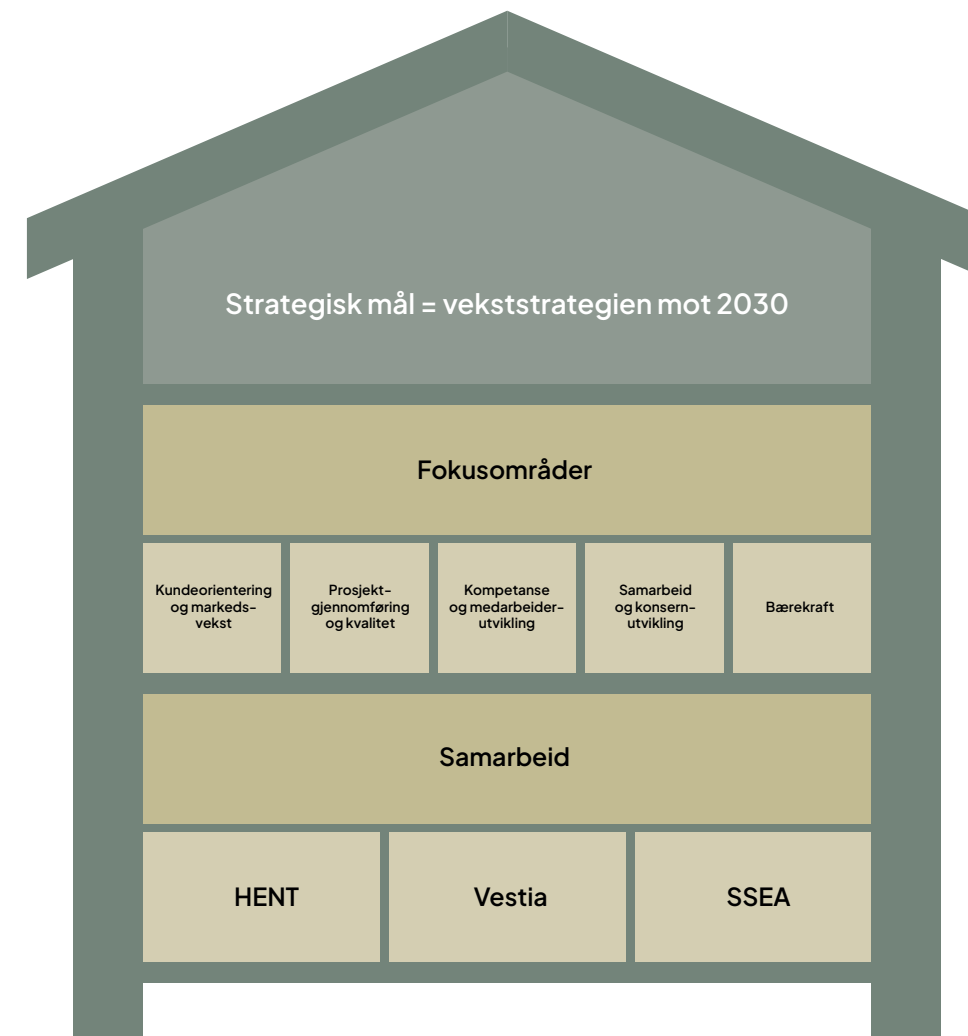 Strategisk mål = vekststrategien mot 2030
Fokusområder
Kundeorientering
og markeds-
vekst
Prosjekt-
gjennomføring
og kvalitet
Kompetanse
og medarbeider-
utvikling
Samarbeid
og konsern-
utvikling
Bærekraft
Samarbeid
HENT
Vestia
SSEA